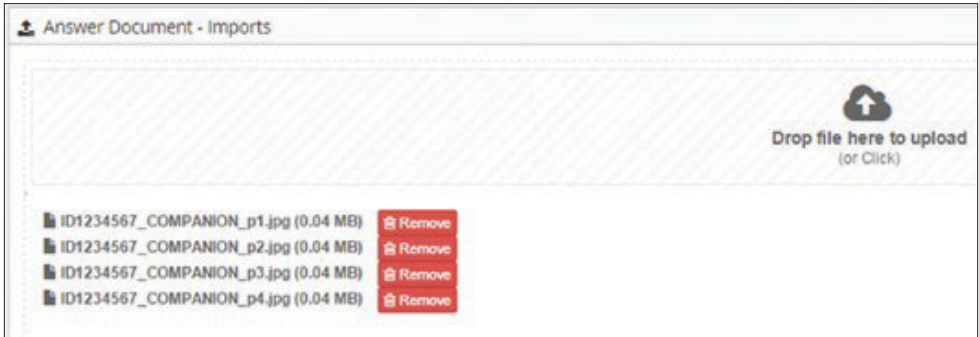 Answer Document - Imports
Drop file here to upload
(or Click)
ID1234567_COMPANION_p1.jpg (0.04 MB) Remove
ID1234567_COMPANION_p2.jpg (0.04 MB) Remove
ID1234567_COMPANION_p3.jpg (0.04 MB) Remove
ID1234567_COMPANION_p4.jpg (0.04 MB) Remove